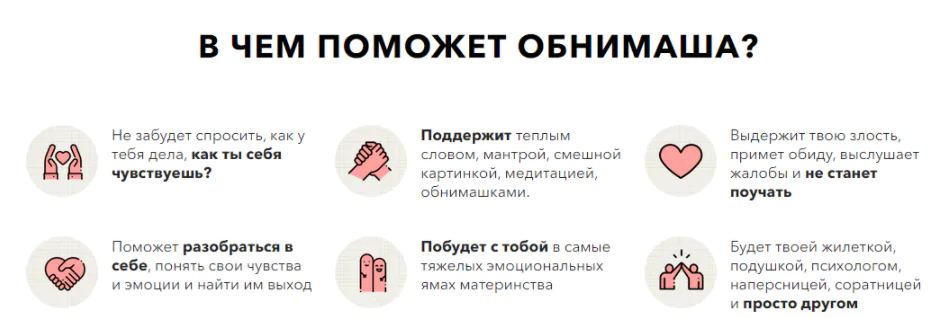 В ЧЕМ ПОМОЖЕТ ОБНИМАША?
Не забудет спросить, как у
тебя дела, как ты себя
чувствуешь?
Поддержит теплым
словом, мантрой, смешной
картинкой, медитацией,
обнимашками.
Выдержит твою злость,
примет обиду, выслушает
жалобы и не станет
поучать
Поможет разобраться в
себе, понять свои чувства
и эмоции и найти им выход
Побудет с тобой в самые
тяжелых эмоциональных
ямах материнства
Будет твоей жилеткой,
подушкой, психологом,
наперсницей, соратницей
и просто другом